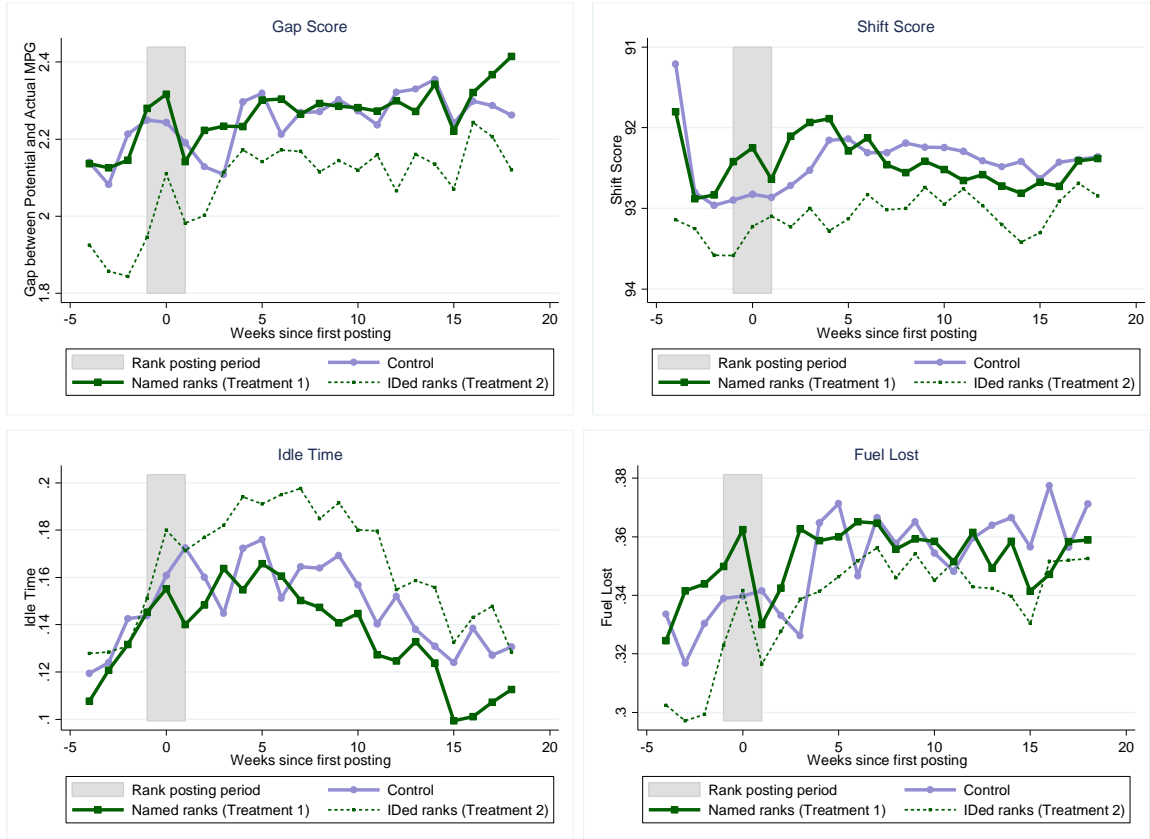 Gap Score
Gap between Potential and Actual MPG
2.4
2.2
2
1.8
-5 0 5 10 15 20
Weeks since first posting
Rank posting period Control
Named ranks (Treatment 1) IDed ranks (Treatment 2)
Shift Score
Shift Score
91
92
93
94
-5 0 5 10 15 20
Weeks since first posting
Rank posting period Control
Named ranks (Treatment 1) IDed ranks (Treatment 2)
Idle Time
Idle Time
.2
.18
.16
.14
.12
.1
-5 0 5 10 15 20
Weeks since first posting
Rank posting period Control
Named ranks (Treatment 1) IDed ranks (Treatment 2)
Fuel Lost
Fuel Lost
.38
.36
.34
.32
.3
-5 0 5 10 15 20
Weeks since first posting
Rank posting period Control
Named ranks (Treatment 1) IDed ranks (Treatment 2)